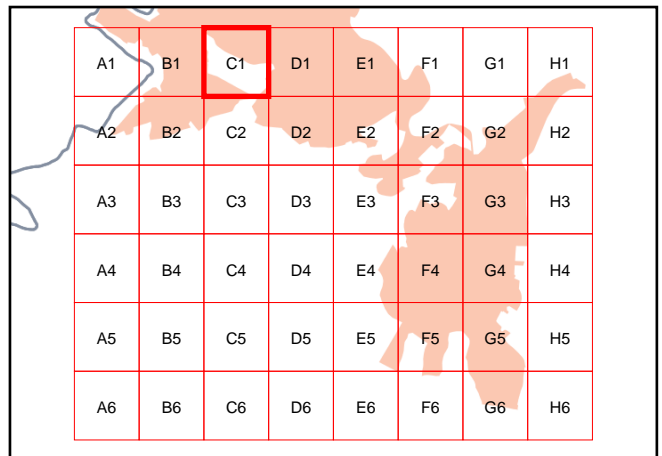 A1 B1 C1 D1 E1 F1 G1 H1
A2 B2 C2 D2 E2 F2 G2 H2
A3 B3 C3 D3 E3 F3 G3 H3
A4 B4 C4 D4 E4 F4 G4 H4
A5 B5 C5 D5 E5 F5 G5 H5
A6 B6 C6 D6 E6 F6 G6 H6